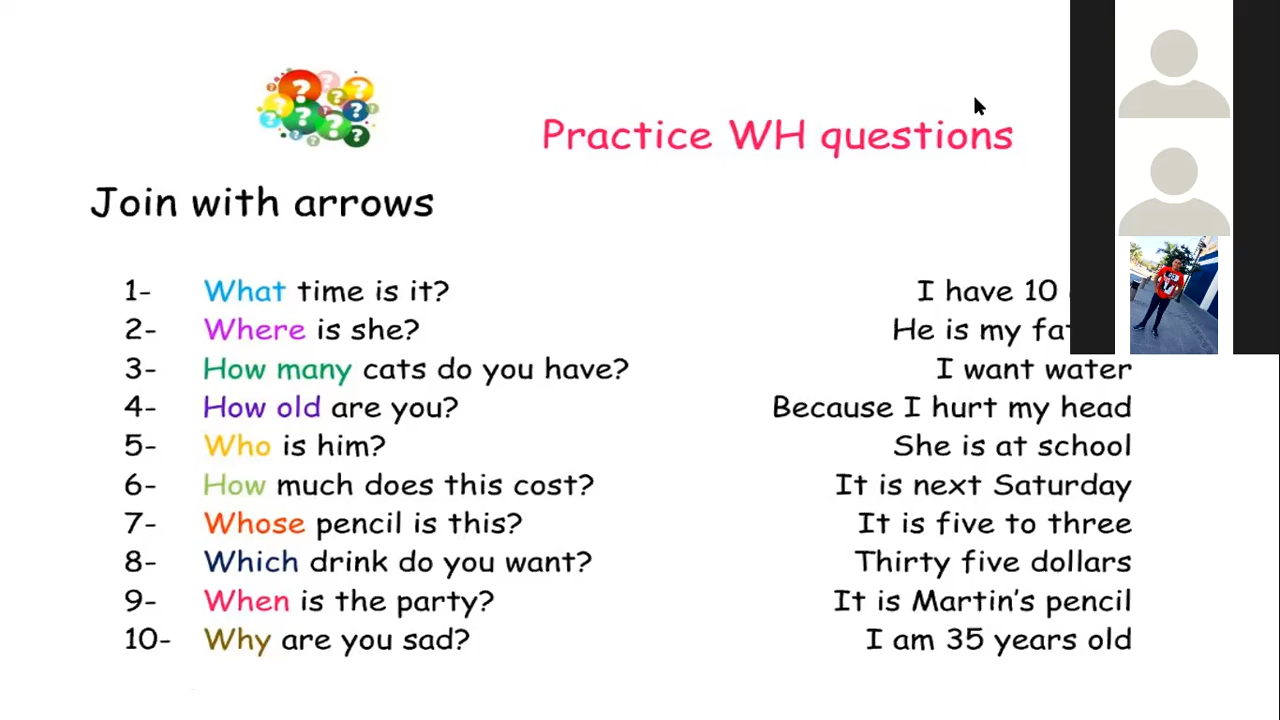 Practice WH questions
Join with arrows
1- What time is it? I have 10
2- Where is she? He is my
3- How many cats do you have? I want water
4- How old are you? Because I hurt my head
5- Who is him? She is at school
6- How much does this cost? It is next Saturday
7- Whose pencil is this? It is five to three
8- Which drink do you want? Thirty five dollars
9- When is the party? It is Martin's pencil
10- Why are you sad? I am 35 years old